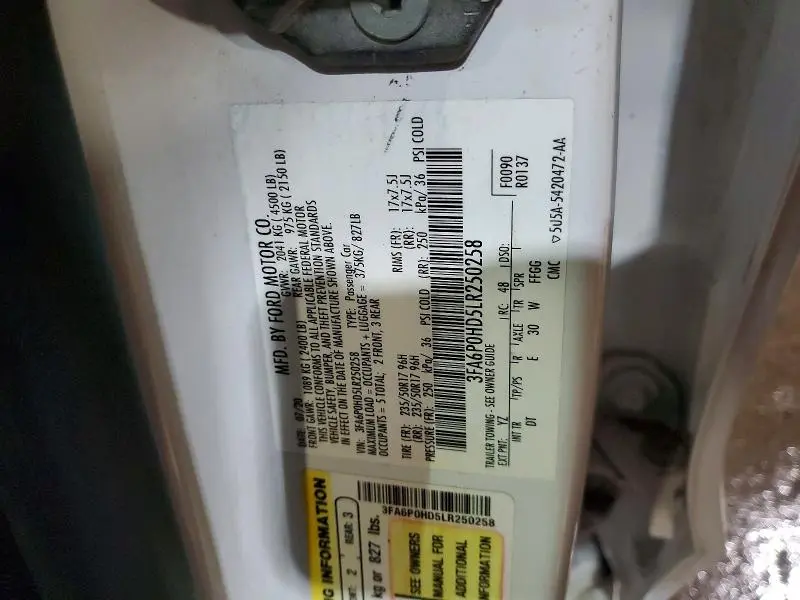 MFD. BY FORD MOTOR CO.
DATE: 07/20 GVWR: 2041 KG ( 4500 LB)
FRONT GAWR: 1089 KG ( 2400 LB) REAR GAWR: 975 KG ( 2150 LB)
THIS VEHICLE CONFORMS TO ALL APPLICABLE FEDERAL MOTOR
VEHICLE SAFETY, BUMPER, AND THEFT PREVENTION STANDARDS
IN EFFECT ON THE DATE OF MANUFACTURE SHOWN ABOVE.
VIN: 3FA6P0HD5LR250258 TYPE: Passenger Car
MAXIMUM LOAD = OCCUPANTS + LUGGAGE = 375KG/ 827LB
OCCUPANTS = 5 TOTAL; 2 FRONT, 3 REAR
TIRE (FR): 235/50R17 96H RIMS (FR): 17x7.5J
(RR): 235/50R17 96H (RR): 17x7.5J
PRESSURE (FR): 250 kPa/ 36 PSI COLD (RR): 250 kPa/ 36 PSI COLD
3FA6P0HD5LR250258
TRAILER TOWING - SEE OWNER GUIDE
F0090
R0137
EXT PNT: YZ RC: 48 DSO:
INT TR TP/PS R AXLE TR SPR
DT E 30 W FFGG
CMC ▽5U5A-5420472-AA
NG INFORMATION
2 REAR: 3
kg or 827 lbs.
3FA6P0HD5LR250258
SEE OWNERS
MANUAL FOR
ADDITIONAL
INFORMATION